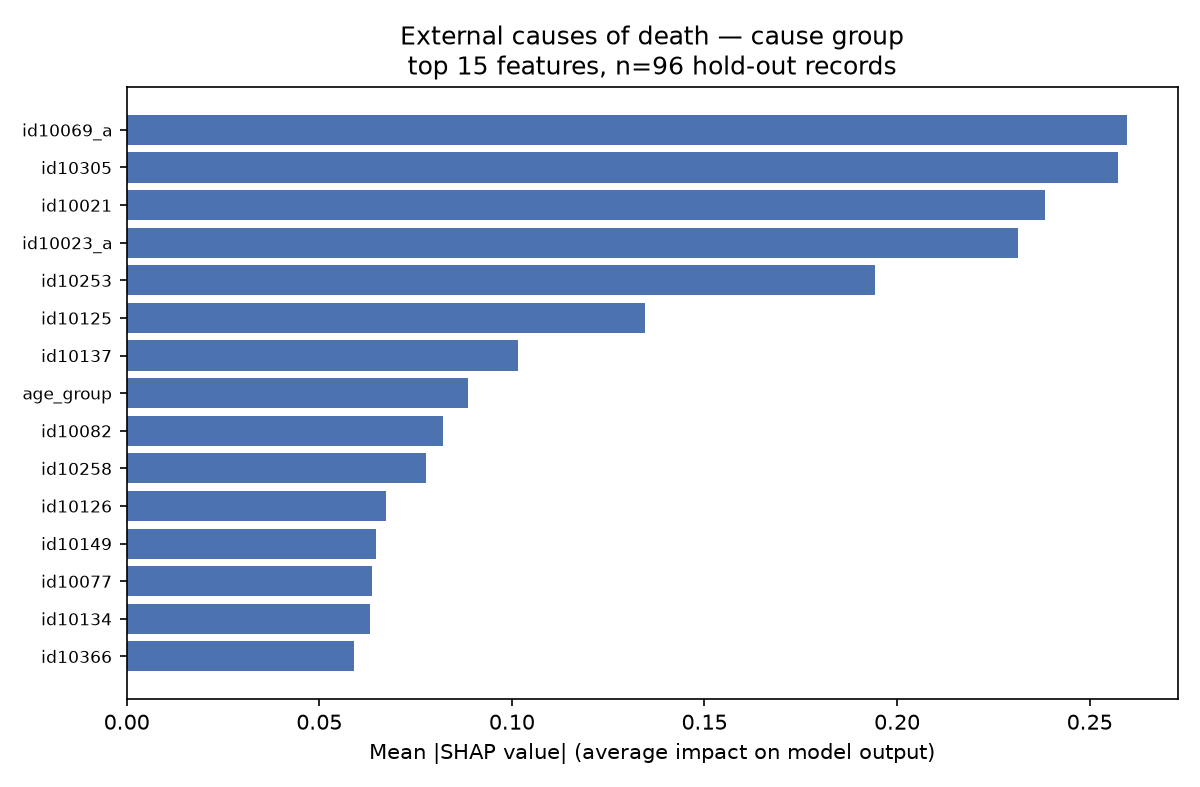 External causes of death — cause group
top 15 features, n=96 hold-out records
id10069_a
id10305
id10021
id10023_a
id10253
id10125
id10137
age_group
id10082
id10258
id10126
id10149
id10077
id10134
id10366
0.00 0.05 0.10 0.15 0.20 0.25
Mean |SHAP value| (average impact on model output)